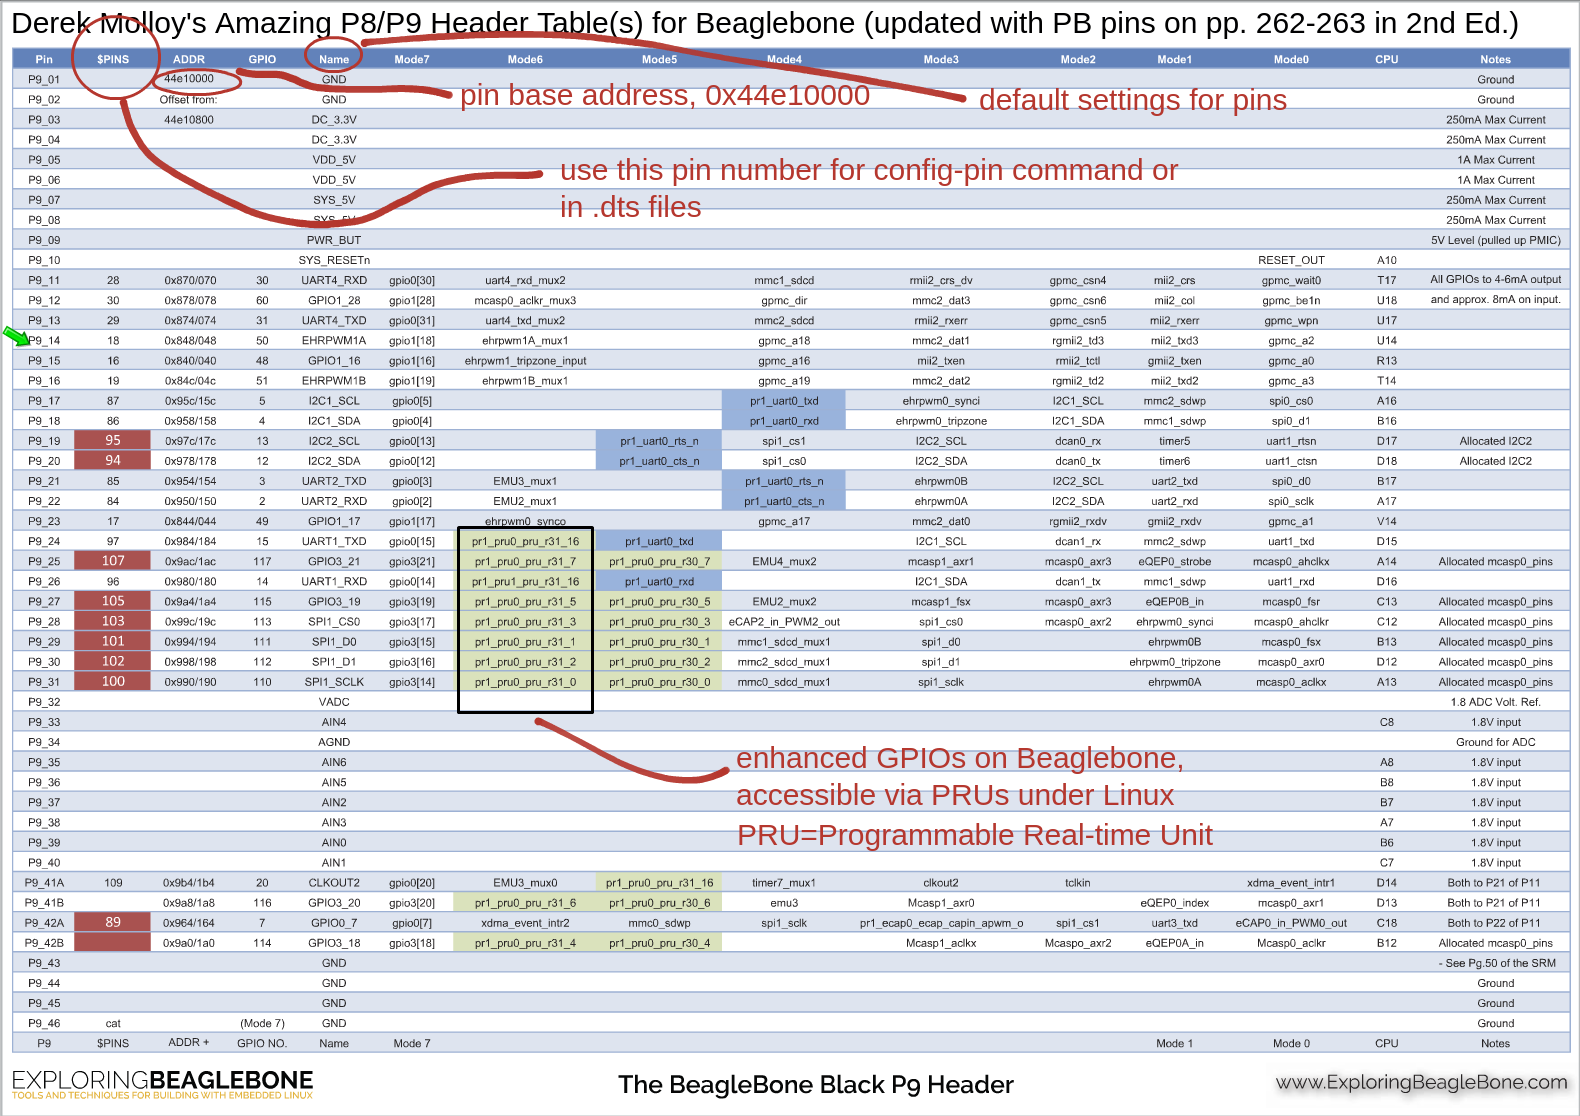 Derek Molloy's Amazing P8/P9 Header Table(s) for Beaglebone (updated with PB pins on pp. 262-263 in 2nd Ed.)
Pin $PINS ADDR GPIO Name Mode7 Mode6 Mode5 Mode4 Mode3 Mode2 Mode1 Mode0 CPU Notes
P9_01 44e10000 GND Ground
pin base address, 0x44e10000
default settings for pins
P9_02 Offset from: GND Ground
P9_03 44e10800 DC_3.3V 250mA Max Current
P9_04 DC_3.3V 250mA Max Current
P9_05 VDD_5V 1A Max Current
use this pin number for config-pin command or
in .dts files
P9_06 VDD_5V 1A Max Current
P9_07 SYS_5V 250mA Max Current
P9_08 SYS_5V 250mA Max Current
P9_09 PWR_BUT 5V Level (pulled up PMIC)
P9_10 SYS_RESETn RESET_OUT A10
P9_11 28 0x870/070 30 UART4_RXD gpio0[30] uart4_rxd_mux2 mmc1_sdcd rmii2_crs_dv gpmc_csn4 mii2_crs gpmc_wait0 T17 All GPIOs to 4-6mA output
P9_12 30 0x878/078 60 GPIO1_28 gpio1[28] mcasp0_aclkr_mux3 gpmc_dir mmc2_dat3 gpmc_csn6 mii2_col gpmc_be1n U18 and approx. 8mA on input.
P9_13 29 0x874/074 31 UART4_TXD gpio0[31] uart4_txd_mux2 mmc2_sdcd rmii2_rxerr gpmc_csn5 mii2_rxerr gpmc_wpn U17
P9_14 18 0x848/048 50 EHRPWM1A gpio1[18] ehrpwm1A_mux1 gpmc_a18 mmc2_dat1 rgmii2_td3 mii2_txd3 gpmc_a2 U14
P9_15 16 0x840/040 48 GPIO1_16 gpio1[16] ehrpwm1_tripzone_input gpmc_a16 mii2_txen rmii2_tctl gmii2_txen gpmc_a0 R13
P9_16 19 0x84c/04c 51 EHRPWM1B gpio1[19] ehrpwm1B_mux1 gpmc_a19 mmc2_dat2 rgmii2_td2 mii2_txd2 gpmc_a3 T14
P9_17 87 0x95c/15c 5 I2C1_SCL gpio0[5] pr1_uart0_txd ehrpwm0_synci I2C1_SCL mmc2_sdwp spi0_cs0 A16
P9_18 86 0x958/158 4 I2C1_SDA gpio0[4] pr1_uart0_rxd ehrpwm0_tripzone I2C1_SDA mmc1_sdwp spi0_d1 B16
P9_19 95 0x97c/17c 13 I2C2_SCL gpio0[13] pr1_uart0_rts_n spi1_cs1 I2C2_SCL dcan0_rx timer5 uart1_rtsn D17 Allocated I2C2
P9_20 94 0x978/178 12 I2C2_SDA gpio0[12] pr1_uart0_cts_n spi1_cs0 I2C2_SDA dcan0_tx timer6 uart1_ctsn D18 Allocated I2C2
P9_21 85 0x954/154 3 UART2_TXD gpio0[3] EMU3_mux1 pr1_uart0_rts_n ehrpwm0B I2C2_SCL uart2_txd spi0_d0 B17
P9_22 84 0x950/150 2 UART2_RXD gpio0[2] EMU2_mux1 pr1_uart0_cts_n ehrpwm0A I2C2_SDA uart2_rxd spi0_sclk A17
P9_23 17 0x844/044 49 GPIO1_17 gpio1[17] ehrpwm0_synco gpmc_a17 mmc2_dat0 rgmii2_rxdv gmii2_rxdv gpmc_a1 V14
P9_24 97 0x984/184 15 UART1_TXD gpio0[15] pr1_pru0_pru_r31_16 pr1_uart0_txd I2C1_SCL dcan1_rx mmc2_sdwp uart1_txd D15
P9_25 107 0x9ac/1ac 117 GPIO3_21 gpio3[21] pr1_pru0_pru_r31_7 pr1_pru0_pru_r30_7 EMU4_mux2 mcasp1_axr1 mcasp0_axr3 eQEP0_strobe mcasp0_ahclkx A14 Allocated mcasp0_pins
P9_26 96 0x980/180 14 UART1_RXD gpio0[14] pr1_pru1_pru_r31_16 pr1_uart0_rxd I2C1_SDA dcan1_tx mmc1_sdwp uart1_rxd D16
P9_27 105 0x9a4/1a4 115 GPIO3_19 gpio3[19] pr1_pru0_pru_r31_5 pr1_pru0_pru_r30_5 EMU2_mux2 mcasp1_fsx mcasp0_axr3 eQEP0B_in mcasp0_fsr C13 Allocated mcasp0_pins
P9_28 103 0x99c/19c 113 SPI1_CS0 gpio3[17] pr1_pru0_pru_r31_3 pr1_pru0_pru_r30_3 eCAP2_in_PWM2_out spi1_cs0 mcasp0_axr2 ehrpwm0_synci mcasp0_ahclkr C12 Allocated mcasp0_pins
P9_29 101 0x994/194 111 SPI1_D0 gpio3[15] pr1_pru0_pru_r31_1 pr1_pru0_pru_r30_1 mmc1_sdcd_mux1 spi1_d0 ehrpwm0B mcasp0_fsx B13 Allocated mcasp0_pins
P9_30 102 0x998/198 112 SPI1_D1 gpio3[16] pr1_pru0_pru_r31_2 pr1_pru0_pru_r30_2 mmc2_sdcd_mux1 spi1_d1 ehrpwm0_tripzone mcasp0_axr0 D12 Allocated mcasp0_pins
P9_31 100 0x990/190 110 SPI1_SCLK gpio3[14] pr1_pru0_pru_r31_0 pr1_pru0_pru_r30_0 mmc0_sdcd_mux1 spi1_sclk ehrpwm0A mcasp0_aclkx A13 Allocated mcasp0_pins
P9_32 VADC 1.8 ADC Volt. Ref.
P9_33 AIN4 C8 1.8V input
P9_34 AGND Ground for ADC
enhanced GPIOs on Beaglebone,
accessible via PRUs under Linux
PRU=Programmable Real-time Unit
P9_35 AIN6 A8 1.8V input
P9_36 AIN5 B8 1.8V input
P9_37 AIN2 B7 1.8V input
P9_38 AIN3 A7 1.8V input
P9_39 AIN0 B6 1.8V input
P9_40 AIN1 C7 1.8V input
P9_41A 109 0x9b4/1b4 20 CLKOUT2 gpio0[20] EMU3_mux0 pr1_pru0_pru_r31_16 timer7_mux1 clkout2 tclkin xdma_event_intr1 D14 Both to P21 of P11
P9_41B 0x9a8/1a8 116 GPIO3_20 gpio3[20] pr1_pru0_pru_r31_6 pr1_pru0_pru_r30_6 emu3 Mcasp1_axr0 eQEP0_index mcasp0_axr1 D13 Both to P21 of P11
P9_42A 89 0x964/164 7 GPIO0_7 gpio0[7] xdma_event_intr2 mmc0_sdwp spi1_sclk pr1_ecap0_ecap_capin_apwm_o spi1_cs1 uart3_txd eCAP0_in_PWM0_out C18 Both to P22 of P11
P9_42B 0x9a0/1a0 114 GPIO3_18 gpio3[18] pr1_pru0_pru_r31_4 pr1_pru0_pru_r30_4 Mcasp1_aclkx Mcaspo_axr2 eQEP0A_in Mcasp0_aclkr B12 Allocated mcasp0_pins
P9_43 GND - See Pg.50 of the SRM
P9_44 GND Ground
P9_45 GND Ground
P9_46 cat (Mode 7) GND Ground
P9 $PINS ADDR + GPIO NO. Name Mode 7 Mode 1 Mode 0 CPU Notes
EXPLORINGBEAGLEBONE
TOOLS AND TECHNIQUES FOR BUILDING WITH EMBEDDED LINUX
The BeagleBone Black P9 Header
www.ExploringBeagleBone.com